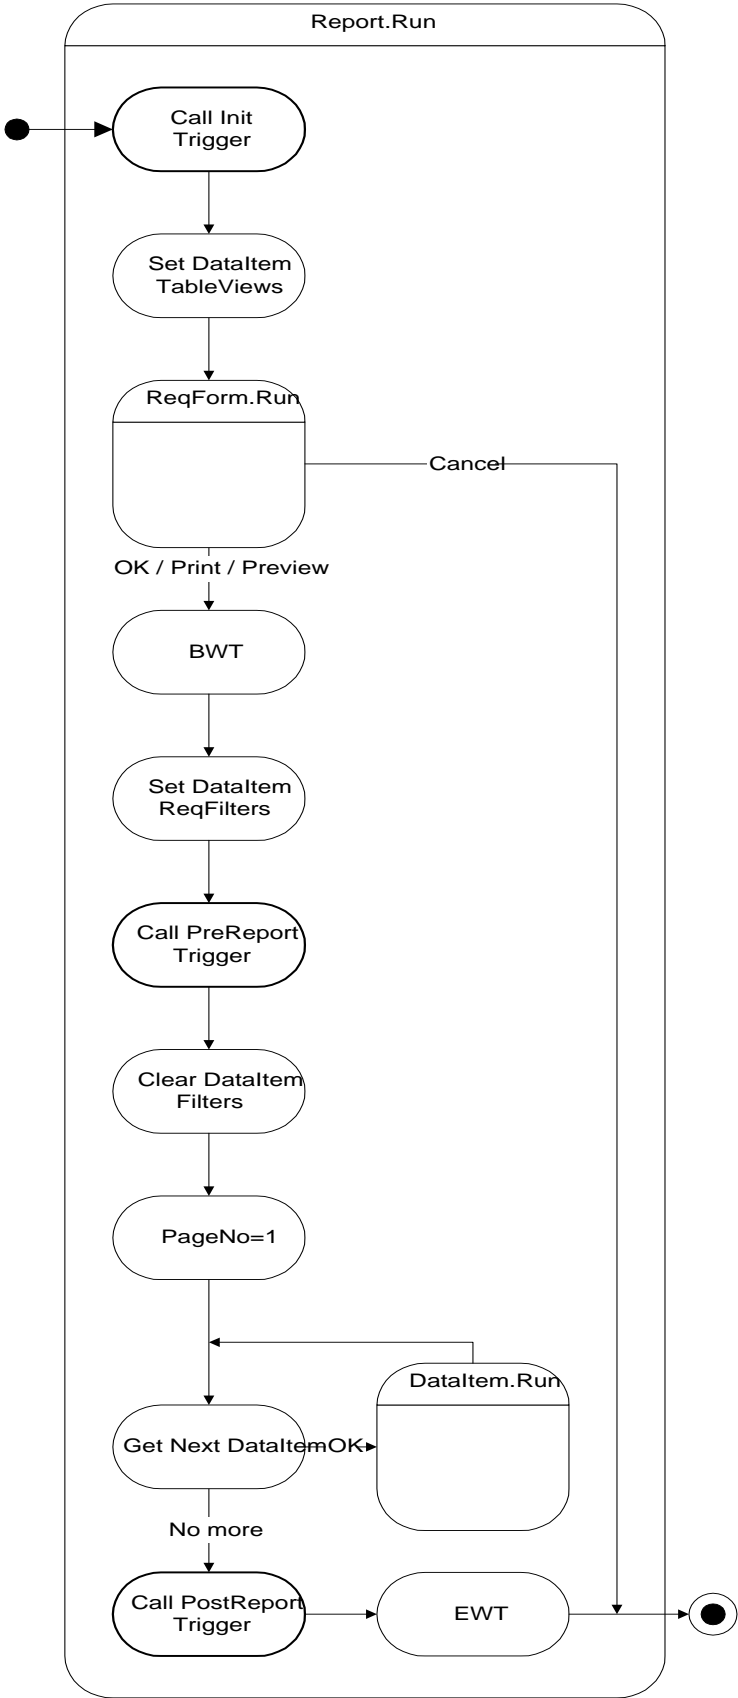 Report.Run
Call Init
Trigger
Set DataItem
TableViews
ReqForm.Run
Cancel
OK / Print / Preview
BWT
Set DataItem
ReqFilters
Call PreReport
Trigger
Clear DataItem
Filters
PageNo=1
DataItem.Run
Get Next DataItem
OK
No more
Call PostReport
Trigger
EWT